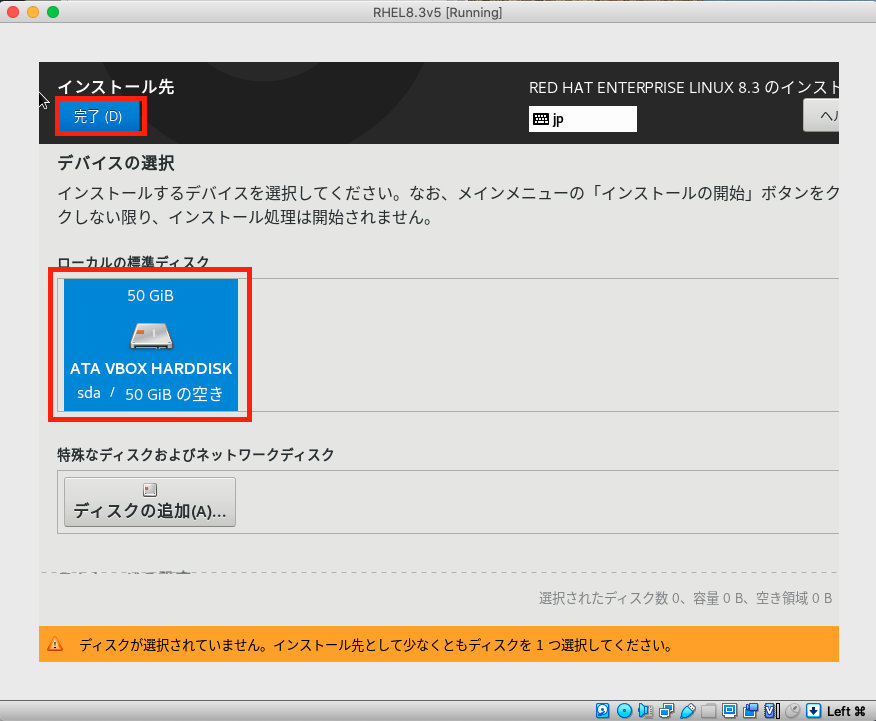 RHEL8.3v5 [Running]
インストール先
RED HAT ENTERPRISE LINUX 8.3 のインスト
完了 (D)
jp
ヘル
デバイスの選択
インストールするデバイスを選択してください。なお、メインメニューの「インストールの開始」ボタンをク
クしない限り、インストール処理は開始されません。
ローカルの標準ディスク
50 GiB
ATA VBOX HARDDISK
sda / 50 GiB の空き
特殊なディスクおよびネットワークディスク
ディスクの追加(A)...
選択されたディスク数 0、容量 0 B、空き領域 0 B
ディスクが選択されていません。インストール先として少なくともディスクを 1 つ選択してください。
Left ⌘